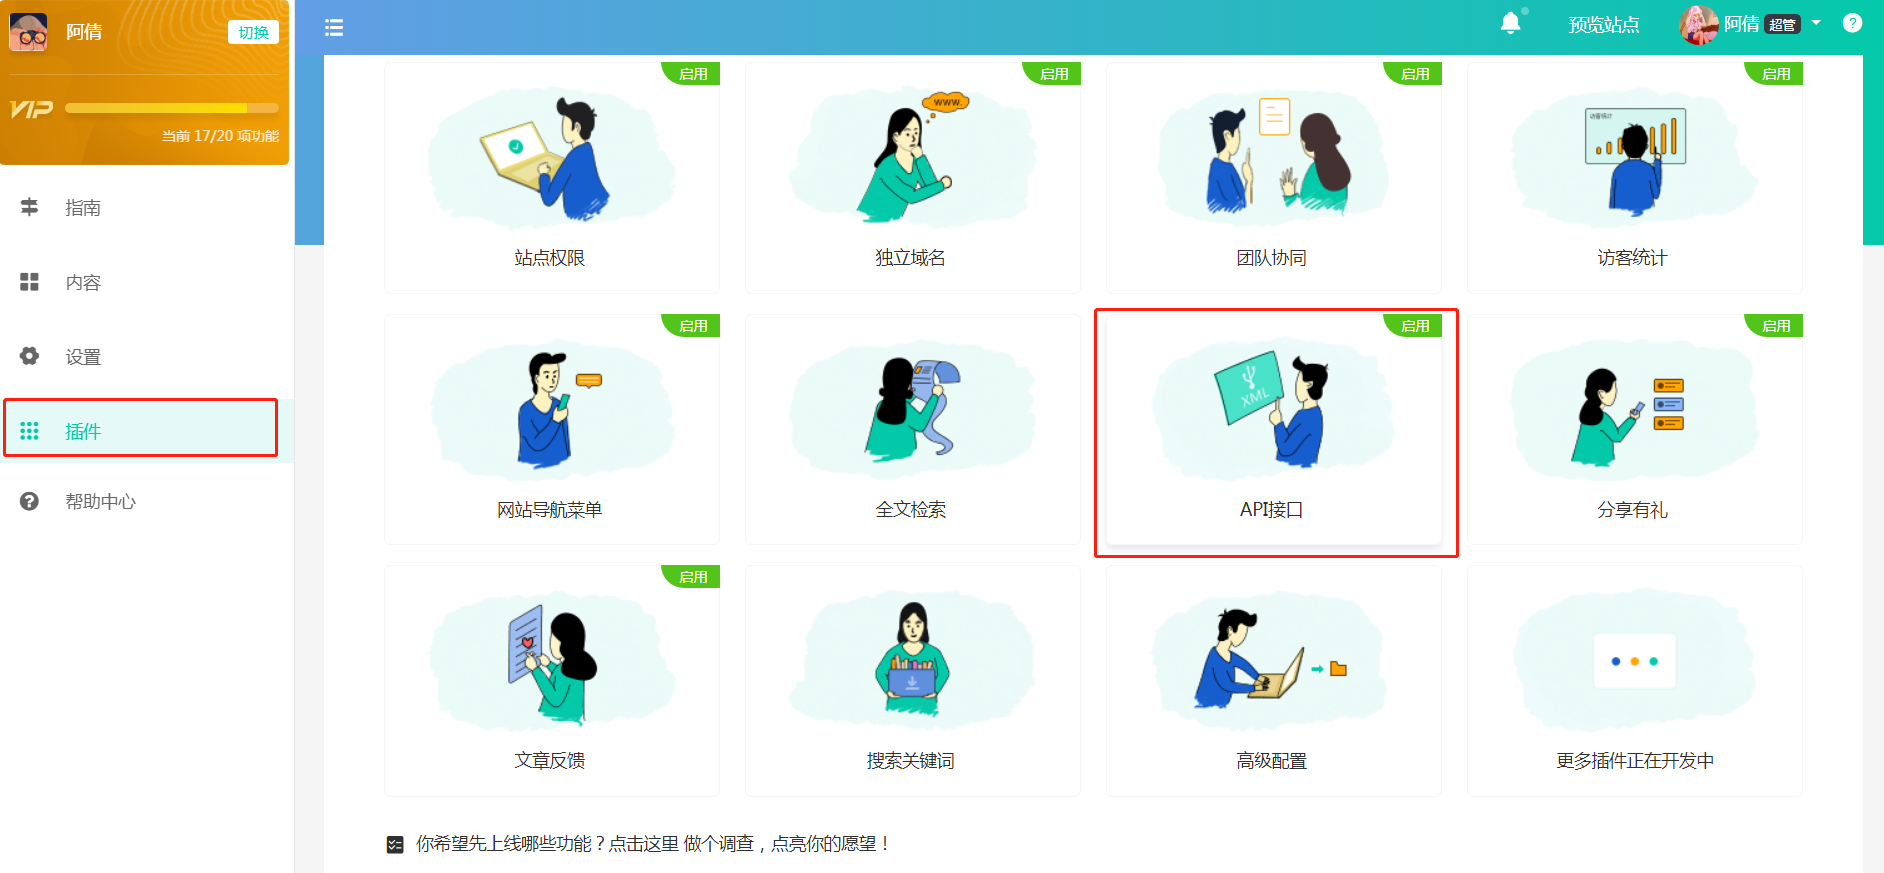 阿倩
切换
VIP
当前 17/20 项功能
指南
内容
设置
插件
帮助中心
预览站点
阿倩 超管
?
启用
站点权限
启用
www.
独立域名
启用
团队协同
启用
访客统计
访客统计
启用
网站导航菜单
全文检索
启用
XML
API接口
启用
分享有礼
启用
文章反馈
搜索关键词
高级配置
更多插件正在开发中
你希望先上线哪些功能？点击这里 做个调查，点亮你的愿望！